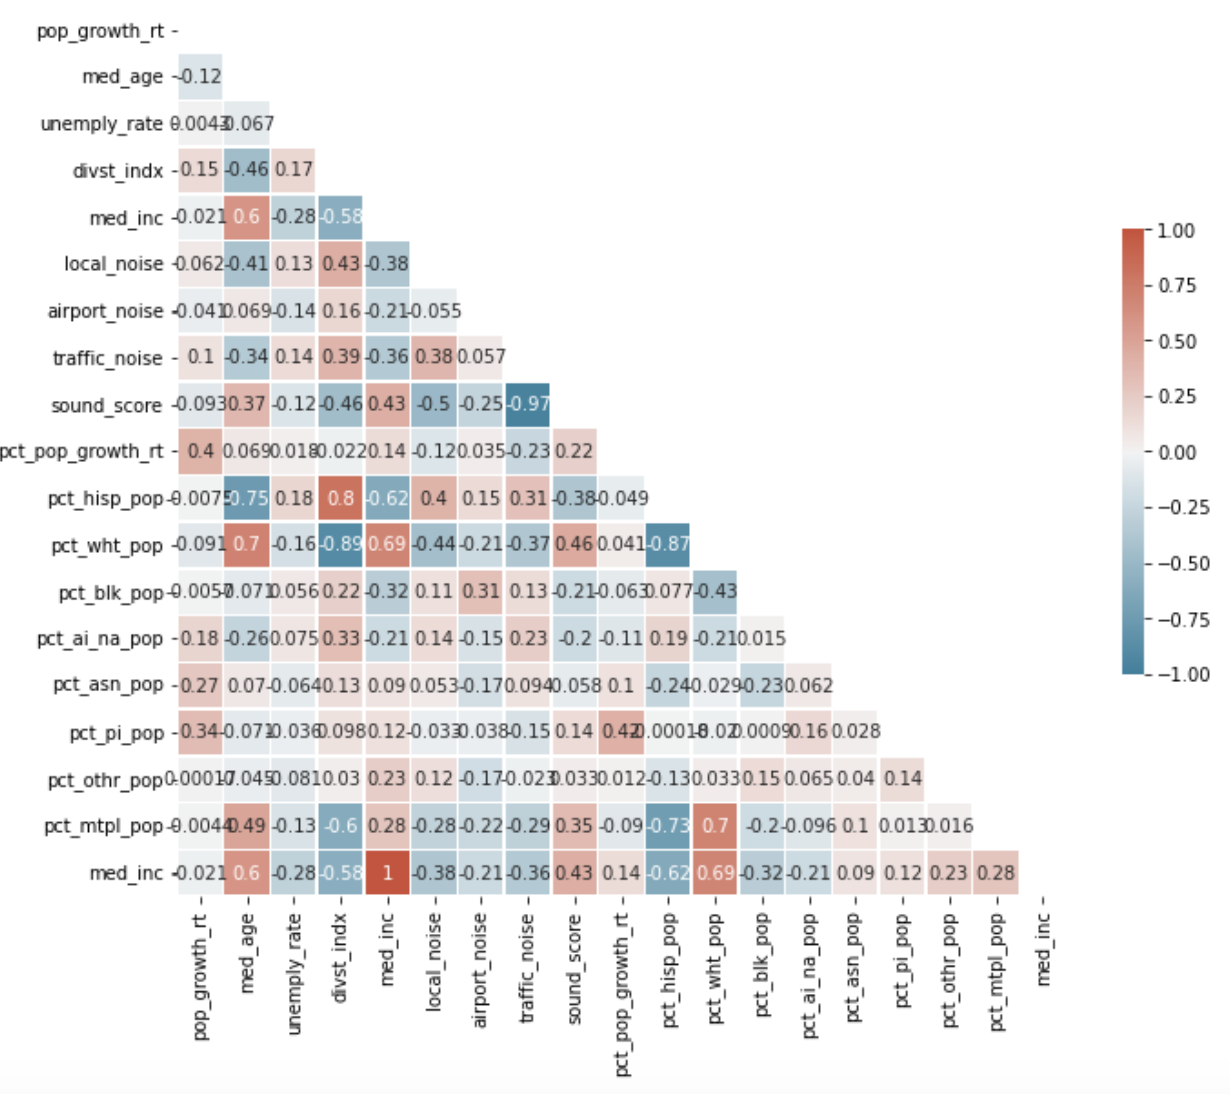 pop_growth_rt
med_age -0.12
unemply_rate 0.0043 -0.067
divst_indx 0.15 -0.46 0.17
med_inc -0.021 0.6 -0.28 -0.58
local_noise 0.062 -0.41 0.13 0.43 -0.38
airport_noise -0.041 0.069 -0.14 0.16 -0.21 -0.055
traffic_noise 0.1 -0.34 0.14 0.39 -0.36 0.38 0.057
sound_score -0.093 0.37 -0.12 -0.46 0.43 -0.5 -0.25 -0.97
pct_pop_growth_rt 0.4 0.069 0.018 -0.022 0.14 -0.12 0.035 -0.23 0.22
pct_hisp_pop -0.75 0.18 0.8 -0.62 0.4 0.15 0.31 -0.38 -0.049
pct_wht_pop -0.091 0.7 -0.16 -0.89 0.69 -0.44 -0.21 -0.37 0.46 0.041 -0.87
pct_blk_pop 0.056 0.22 -0.32 0.11 0.31 0.13 -0.21 -0.063 0.077 -0.43
pct_ai_na_pop 0.18 -0.26 0.075 0.33 -0.21 0.14 -0.15 0.23 -0.2 -0.11 0.19 -0.21 0.015
pct_asn_pop 0.27 0.07 -0.064 0.13 0.09 0.053 -0.17 0.094 0.058 0.1 -0.24 -0.029 -0.23 0.062
pct_pi_pop 0.34 -0.071 -0.036 0.098 0.12 -0.033 -0.038 -0.15 0.14 0.42 0.16 0.028
pct_othr_pop -0.081 0.03 0.23 0.12 -0.17 -0.023 0.033 0.012 -0.13 0.033 0.15 0.065 0.04 0.14
pct_mtpl_pop 0.49 -0.13 -0.6 0.28 -0.28 -0.22 -0.29 0.35 -0.09 -0.73 0.7 -0.2 -0.096 0.1 0.013 0.016
med_inc -0.021 0.6 -0.28 -0.58 1 -0.38 -0.21 -0.36 0.43 0.14 -0.62 0.69 -0.32 -0.21 0.09 0.12 0.23 0.28
pop_growth_rt
med_age
unemply_rate
divst_indx
med_inc
local_noise
airport_noise
traffic_noise
sound_score
pct_pop_growth_rt
pct_hisp_pop
pct_wht_pop
pct_blk_pop
pct_ai_na_pop
pct_asn_pop
pct_pi_pop
pct_othr_pop
pct_mtpl_pop
med_inc
1.00
0.75
0.50
0.25
0.00
−0.25
−0.50
−0.75
−1.00